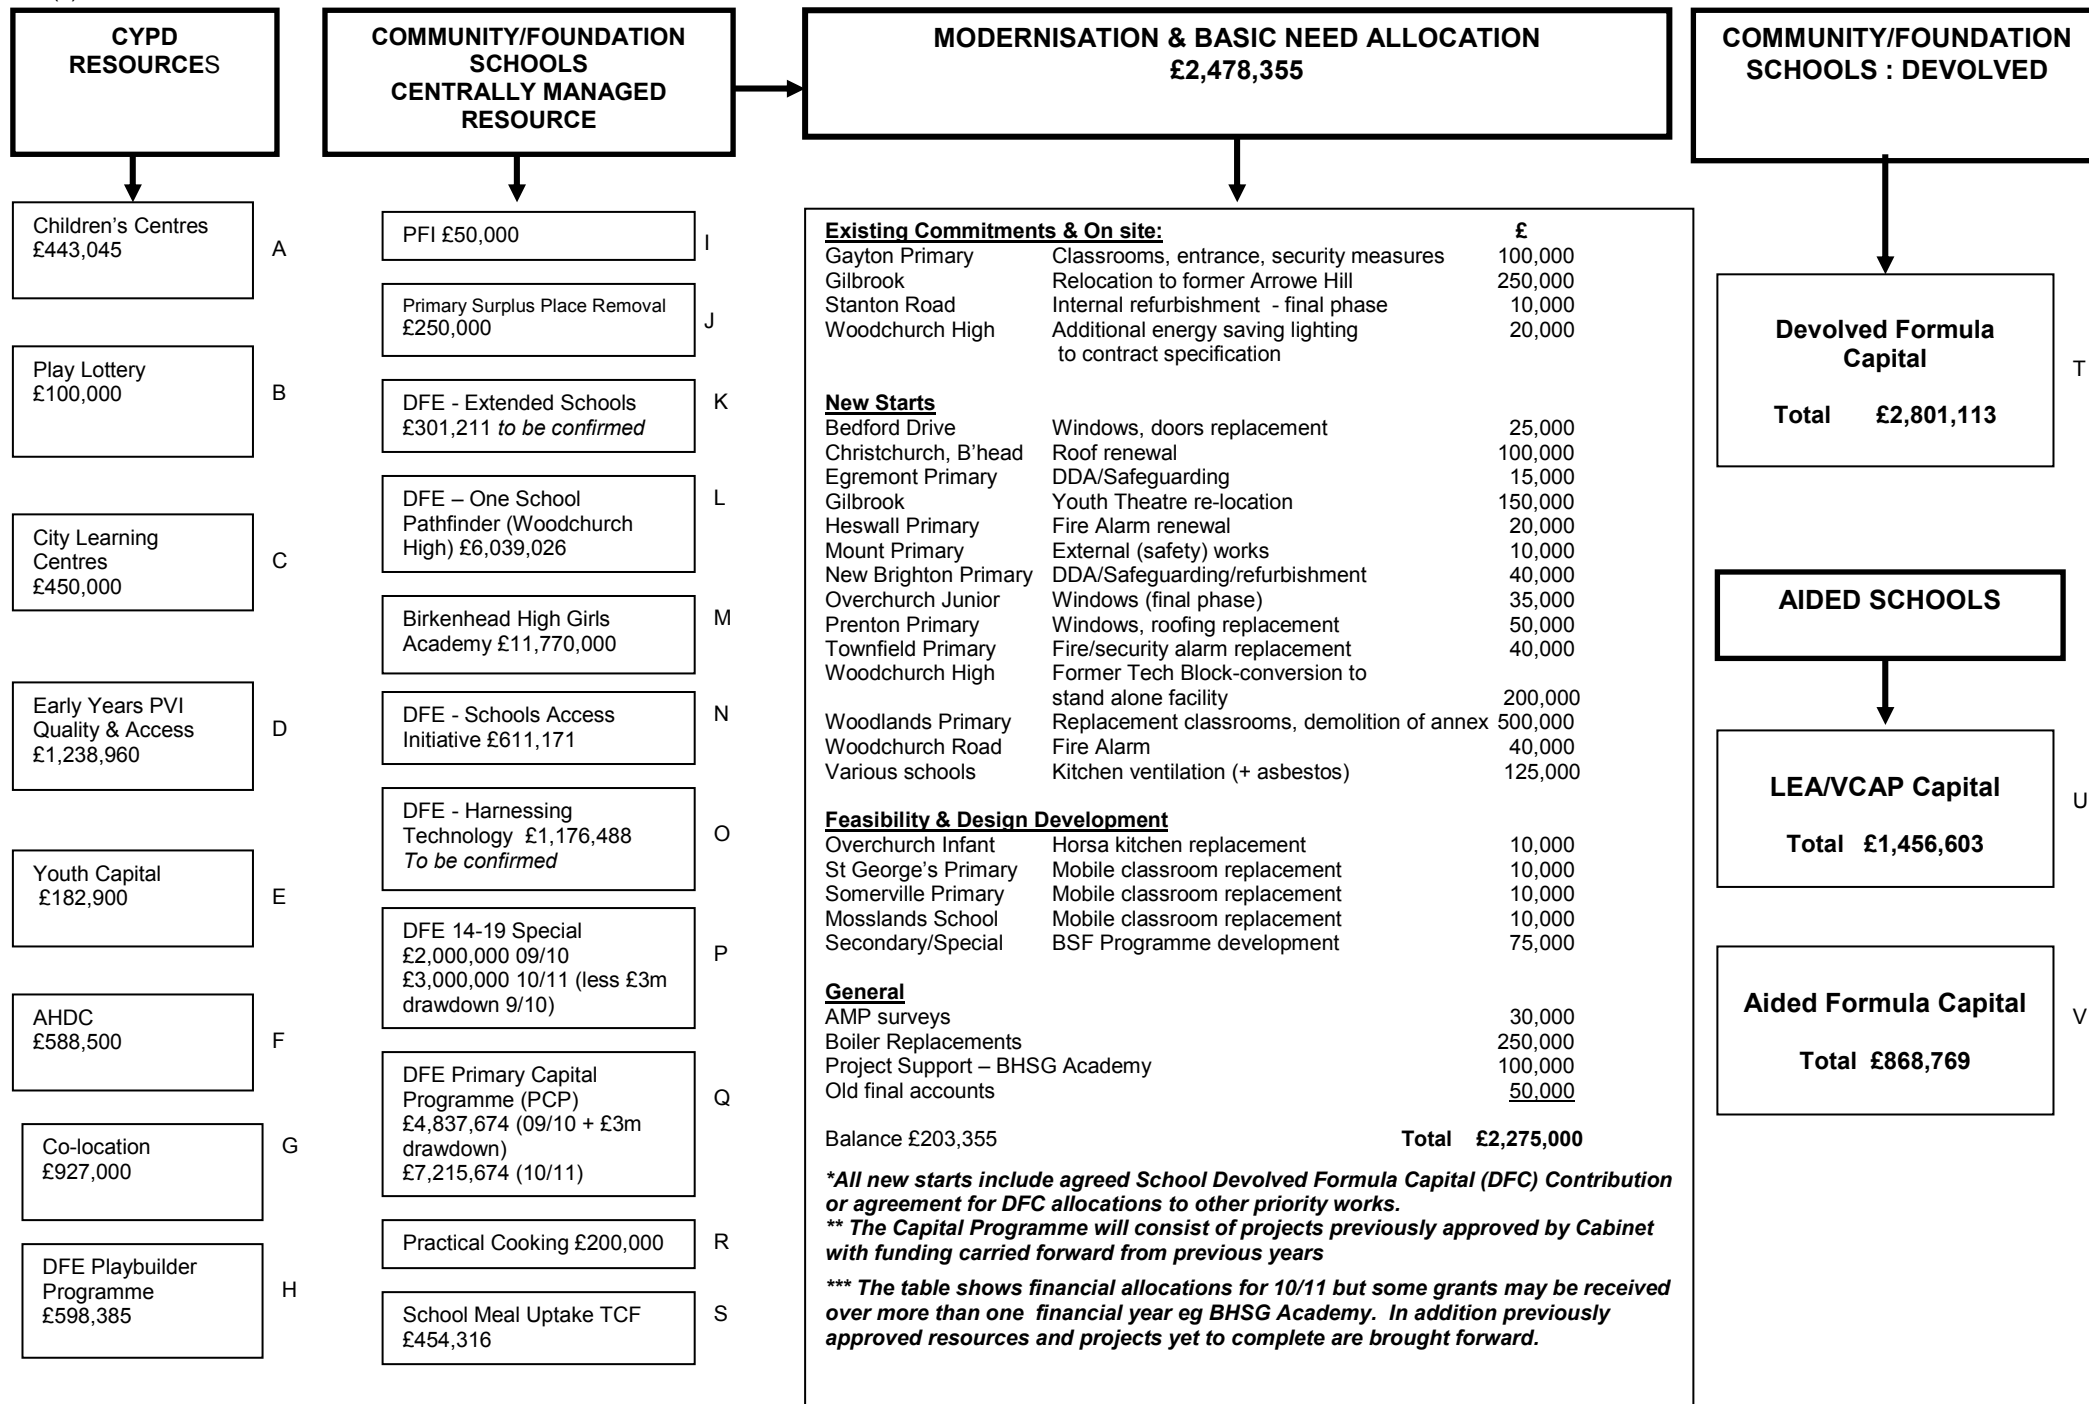 CYPD
RESOURCES
Children’s Centres
£443,045
A
Play Lottery
£100,000
B
City Learning
Centres
£450,000
C
Early Years PVI
Quality & Access
£1,238,960
D
Youth Capital
£182,900
E
AHDC
£588,500
F
Co-location
£927,000
G
DFE Playbuilder
Programme
£598,385
H
COMMUNITY/FOUNDATION
SCHOOLS
CENTRALLY MANAGED
RESOURCE
PFI £50,000
I
Primary Surplus Place Removal
£250,000
J
DFE - Extended Schools
£301,211 to be confirmed
K
DFE – One School
Pathfinder (Woodchurch
High) £6,039,026
L
Birkenhead High Girls
Academy £11,770,000
M
DFE - Schools Access
Initiative £611,171
N
DFE - Harnessing
Technology £1,176,488
To be confirmed
O
DFE 14-19 Special
£2,000,000 09/10
£3,000,000 10/11 (less £3m
drawdown 9/10)
P
DFE Primary Capital
Programme (PCP)
£4,837,674 (09/10 + £3m
drawdown)
£7,215,674 (10/11)
Q
Practical Cooking £200,000
R
School Meal Uptake TCF
£454,316
S
MODERNISATION & BASIC NEED ALLOCATION
£2,478,355
Existing Commitments & On site: £
Gayton Primary Classrooms, entrance, security measures 100,000
Gilbrook Relocation to former Arrowe Hill 250,000
Stanton Road Internal refurbishment - final phase 10,000
Woodchurch High Additional energy saving lighting 20,000
to contract specification
New Starts
Bedford Drive Windows, doors replacement 25,000
Christchurch, B'head Roof renewal 100,000
Egremont Primary DDA/Safeguarding 15,000
Gilbrook Youth Theatre re-location 150,000
Heswall Primary Fire Alarm renewal 20,000
Mount Primary External (safety) works 10,000
New Brighton Primary DDA/Safeguarding/refurbishment 40,000
Overchurch Junior Windows (final phase) 35,000
Prenton Primary Windows, roofing replacement 50,000
Townfield Primary Fire/security alarm replacement 40,000
Woodchurch High Former Tech Block-conversion to
stand alone facility 200,000
Woodlands Primary Replacement classrooms, demolition of annex 500,000
Woodchurch Road Fire Alarm 40,000
Various schools Kitchen ventilation (+ asbestos) 125,000
Feasibility & Design Development
Overchurch Infant Horsa kitchen replacement 10,000
St George’s Primary Mobile classroom replacement 10,000
Somerville Primary Mobile classroom replacement 10,000
Mosslands School Mobile classroom replacement 10,000
Secondary/Special BSF Programme development 75,000
General
AMP surveys 30,000
Boiler Replacements 250,000
Project Support – BHSG Academy 100,000
Old final accounts 50,000
Balance £203,355 Total £2,275,000
*All new starts include agreed School Devolved Formula Capital (DFC) Contribution
or agreement for DFC allocations to other priority works.
** The Capital Programme will consist of projects previously approved by Cabinet
with funding carried forward from previous years
*** The table shows financial allocations for 10/11 but some grants may be received
over more than one financial year eg BHSG Academy. In addition previously
approved resources and projects yet to complete are brought forward.
COMMUNITY/FOUNDATION
SCHOOLS : DEVOLVED
Devolved Formula
Capital
Total £2,801,113
T
AIDED SCHOOLS
LEA/VCAP Capital
Total £1,456,603
U
Aided Formula Capital
Total £868,769
V